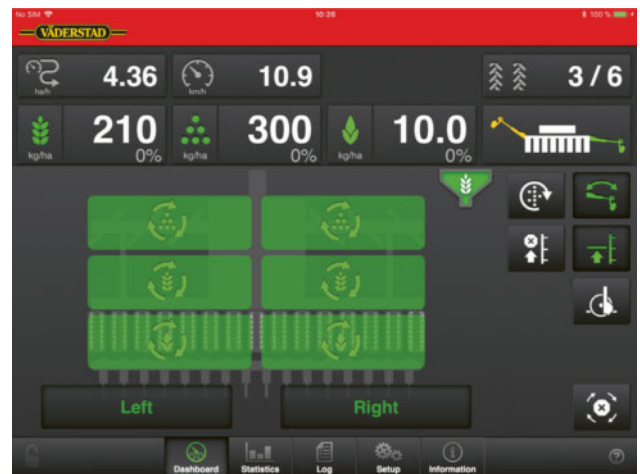 No SIM 10:26 100 %
VÄDERSTAD
4.36 10.9 3 / 6
ha/h km/h
210 300 10.0
kg/ha 0% kg/ha 0% kg/ha 0%
Left Right
Dashboard Statistics Log Setup Information